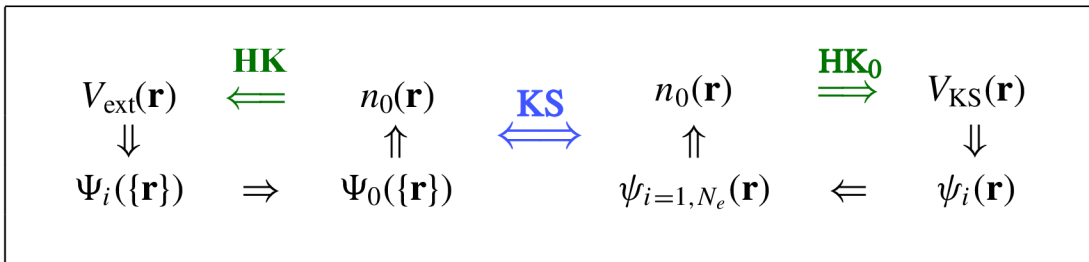 HK HK₀
V_ext(r) ⇐ n₀(r) KS n₀(r) ⇒ V_KS(r)
⇓ ⇑ ⇔ ⇑ ⇓
Ψ_i({r}) ⇒ Ψ₀({r}) ψ_{i=1,N_e}(r) ⇐ ψ_i(r)